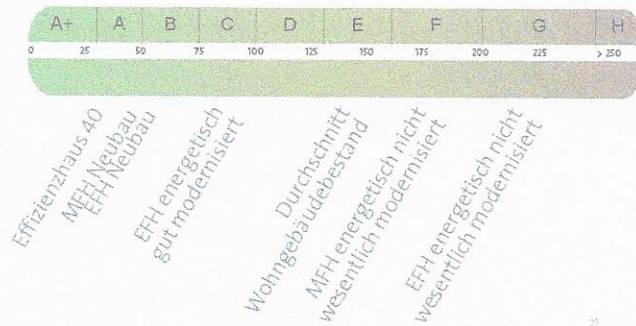 A+ A B C D E F G H
0 25 50 75 100 125 150 175 200 225 > 250
Effizienzhaus 40
MFH Neubau
EFH Neubau
EFH energetisch
gut modernisiert
Durchschnitt
Wohngebäudebestand
MFH energetisch nicht
wesentlich modernisiert
EFH energetisch nicht
wesentlich modernisiert